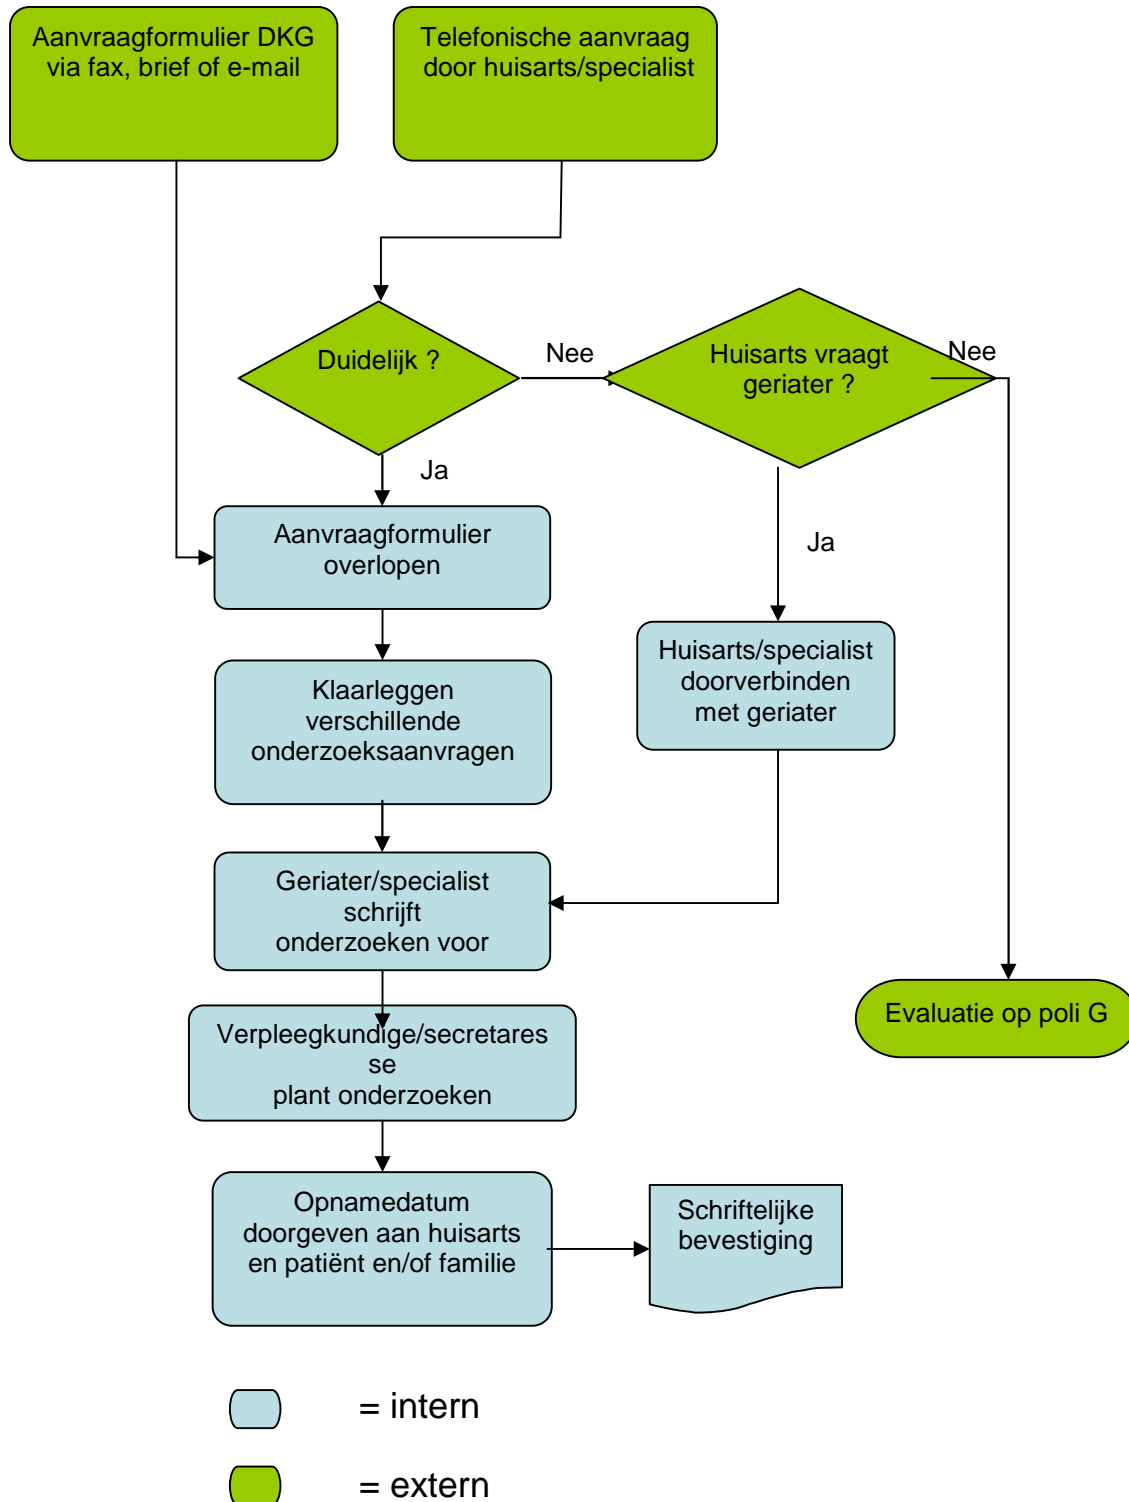 Aanvraagformulier DKG
via fax, brief of e-mail
Telefonische aanvraag
door huisarts/specialist
Duidelijk ?
Nee
Huisarts vraagt
geriater ?
Nee
Ja
Aanvraagformulier
overlopen
Ja
Huisarts/specialist
doorverbinden
met geriater
Klaarleggen
verschillende
onderzoeksaanvragen
Geriater/specialist
schrijft
onderzoeken voor
Evaluatie op poli G
Verpleegkundige/secretares
se
plant onderzoeken
Opnamedatum
doorgeven aan huisarts
en patiënt en/of familie
Schriftelijke
bevestiging
= intern
= extern